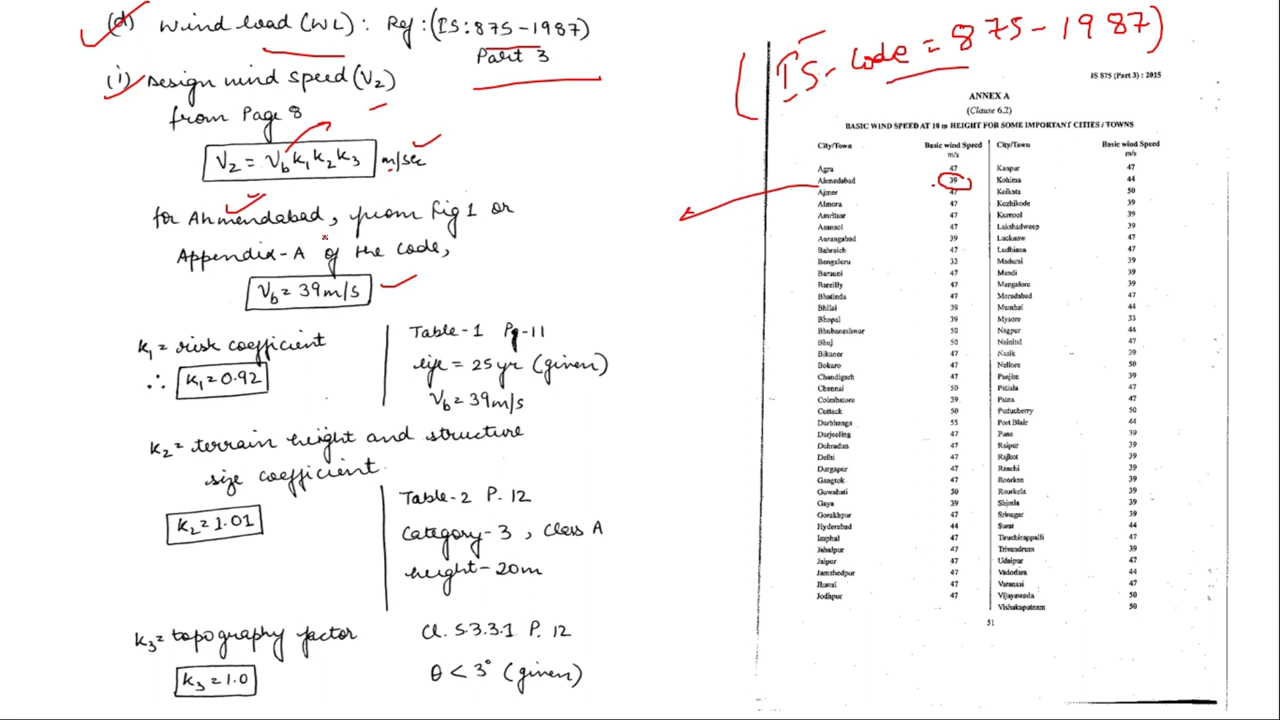 (d) Wind load (WL): Ref: (IS:875-1987)
Part 3
(i) Design wind speed (Vz)
from Page 8
Vz = Vb k1 k2 k3 m/sec
for Ahmendabad, from Fig 1 or
Appendix-A of the code,
Vb = 39 m/s
k1 = risk coefficient
∴ k1 = 0.92
Table-1 Pg-11
life = 25 yr (given)
Vb = 39 m/s
k2 = terrain height and structure
size coefficient.
k2 = 1.01
Table-2 P. 12
Category-3, Class A
height-20m
k3 = topography factor
k3 = 1.0
Cl. 5.3.3.1 P. 12
θ < 3° (given)
(IS-code = 875-1987)
IS 875 (Part 3) : 2015
ANNEX A
(Clause 6.2)
BASIC WIND SPEED AT 10 m HEIGHT FOR SOME IMPORTANT CITIES / TOWNS
City/Town Basic wind Speed City/Town Basic wind Speed
m/s m/s
Agra 47 Kanpur 47
Ahmedabad 39 Kohima 44
Ajmer 47 Kolkata 50
Almora 47 Kozhikode 39
Amritsar 47 Kurnool 39
Asansol 47 Lakshadweep 39
Aurangabad 39 Lucknow 47
Bahraich 47 Ludhiana 47
Bengaluru 33 Madurai 39
Barauni 47 Mandi 39
Bareilly 47 Mangalore 39
Bhatinda 47 Moradabad 47
Bhilai 39 Mumbai 44
Bhopal 39 Mysore 33
Bhubaneshwar 50 Nagpur 44
Bhuj 50 Nainital 47
Bikaner 47 Nasik 39
Bokaro 47 Nellore 50
Chandigarh 47 Panjim 39
Chennai 50 Patiala 47
Coimbatore 39 Patna 47
Cuttack 50 Puducherry 50
Darbhanga 55 Port Blair 44
Darjeeling 47 Pune 39
Dehradun 47 Raipur 39
Delhi 47 Rajkot 39
Durgapur 47 Ranchi 39
Gangtok 47 Roorkee 39
Guwahati 50 Rourkela 39
Gaya 39 Shimla 39
Gorakhpur 47 Srinagar 39
Hyderabad 44 Surat 44
Imphal 47 Tiruchirappalli 47
Jabalpur 47 Trivandrum 39
Jaipur 47 Udaipur 47
Jamshedpur 47 Vadodara 44
Jhansi 47 Varanasi 47
Jodhpur 47 Vijayawada 50
Vishakapatnam 50
51